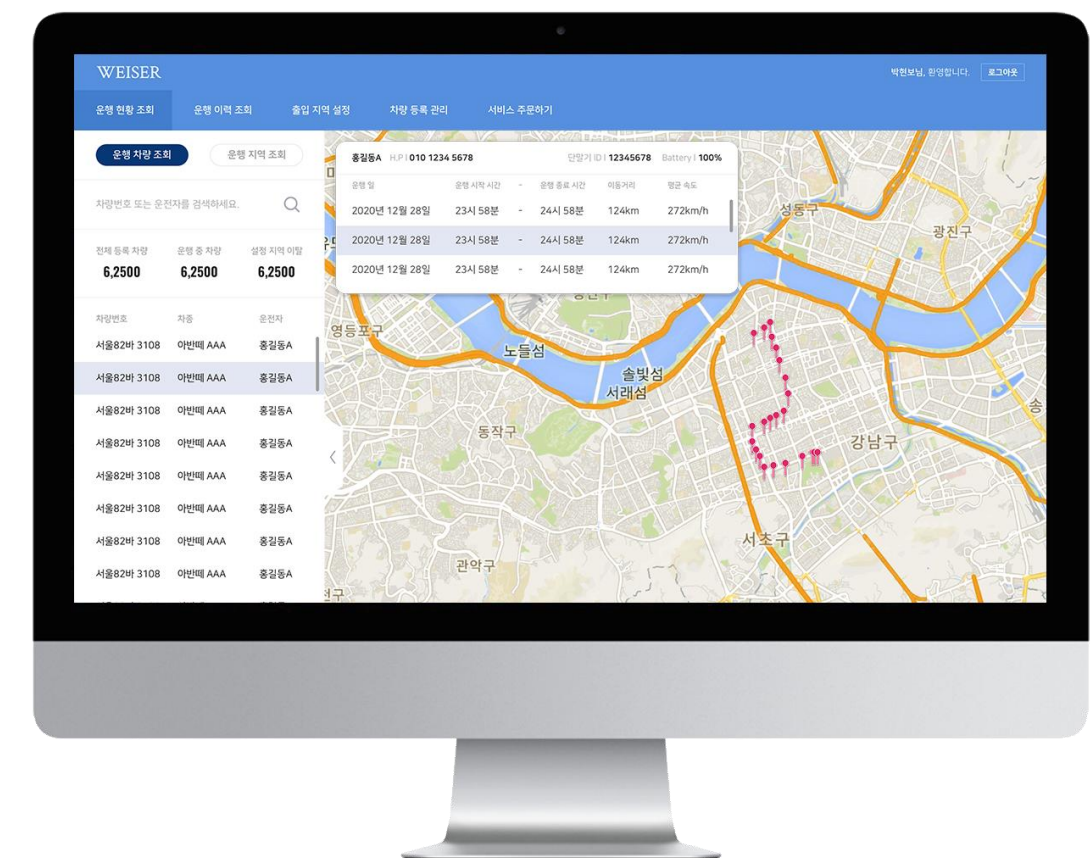 WEISER
박현보님, 환영합니다. 로그아웃
운행 현황 조회 운행 이력 조회 출입 지역 설정 차량 등록 관리 서비스 주문하기
운행 차량 조회 운행 지역 조회
차량번호 또는 운전자를 검색하세요.
전체 등록 차량 운행 중 차량 설정 지역 이탈
6,2500 6,2500 6,2500
차량번호 차종 운전자
서울82바 3108 아반떼 AAA 홍길동A
서울82바 3108 아반떼 AAA 홍길동A
서울82바 3108 아반떼 AAA 홍길동A
서울82바 3108 아반떼 AAA 홍길동A
서울82바 3108 아반떼 AAA 홍길동A
서울82바 3108 아반떼 AAA 홍길동A
서울82바 3108 아반떼 AAA 홍길동A
서울82바 3108 아반떼 AAA 홍길동A
홍길동A H.P I 010 1234 5678 단말기 ID I 12345678 Battery I 100%
운행 일 운행 시작 시간 - 운행 종료 시간 이동거리 평균 속도
2020년 12월 28일 23시 58분 - 24시 58분 124km 272km/h
2020년 12월 28일 23시 58분 - 24시 58분 124km 272km/h
2020년 12월 28일 23시 58분 - 24시 58분 124km 272km/h
성동구
광진구
영등포구
노들섬
솔빛섬
서래섬
동작구
강남구
송
서초구
관악구
천구